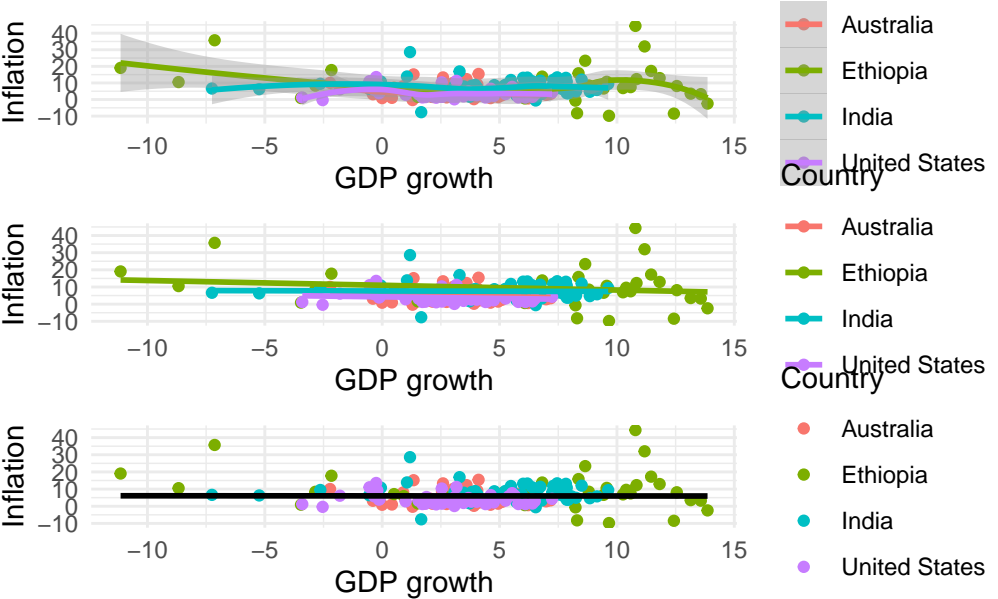 Inflation
40
30
20
10
0
−10
−10
−5
0
5
10
15
GDP growth
Australia
Ethiopia
India
United States
Country
Inflation
40
30
20
10
0
−10
−10
−5
0
5
10
15
GDP growth
Australia
Ethiopia
India
United States
Country
Inflation
40
30
20
10
0
−10
−10
−5
0
5
10
15
GDP growth
Australia
Ethiopia
India
United States